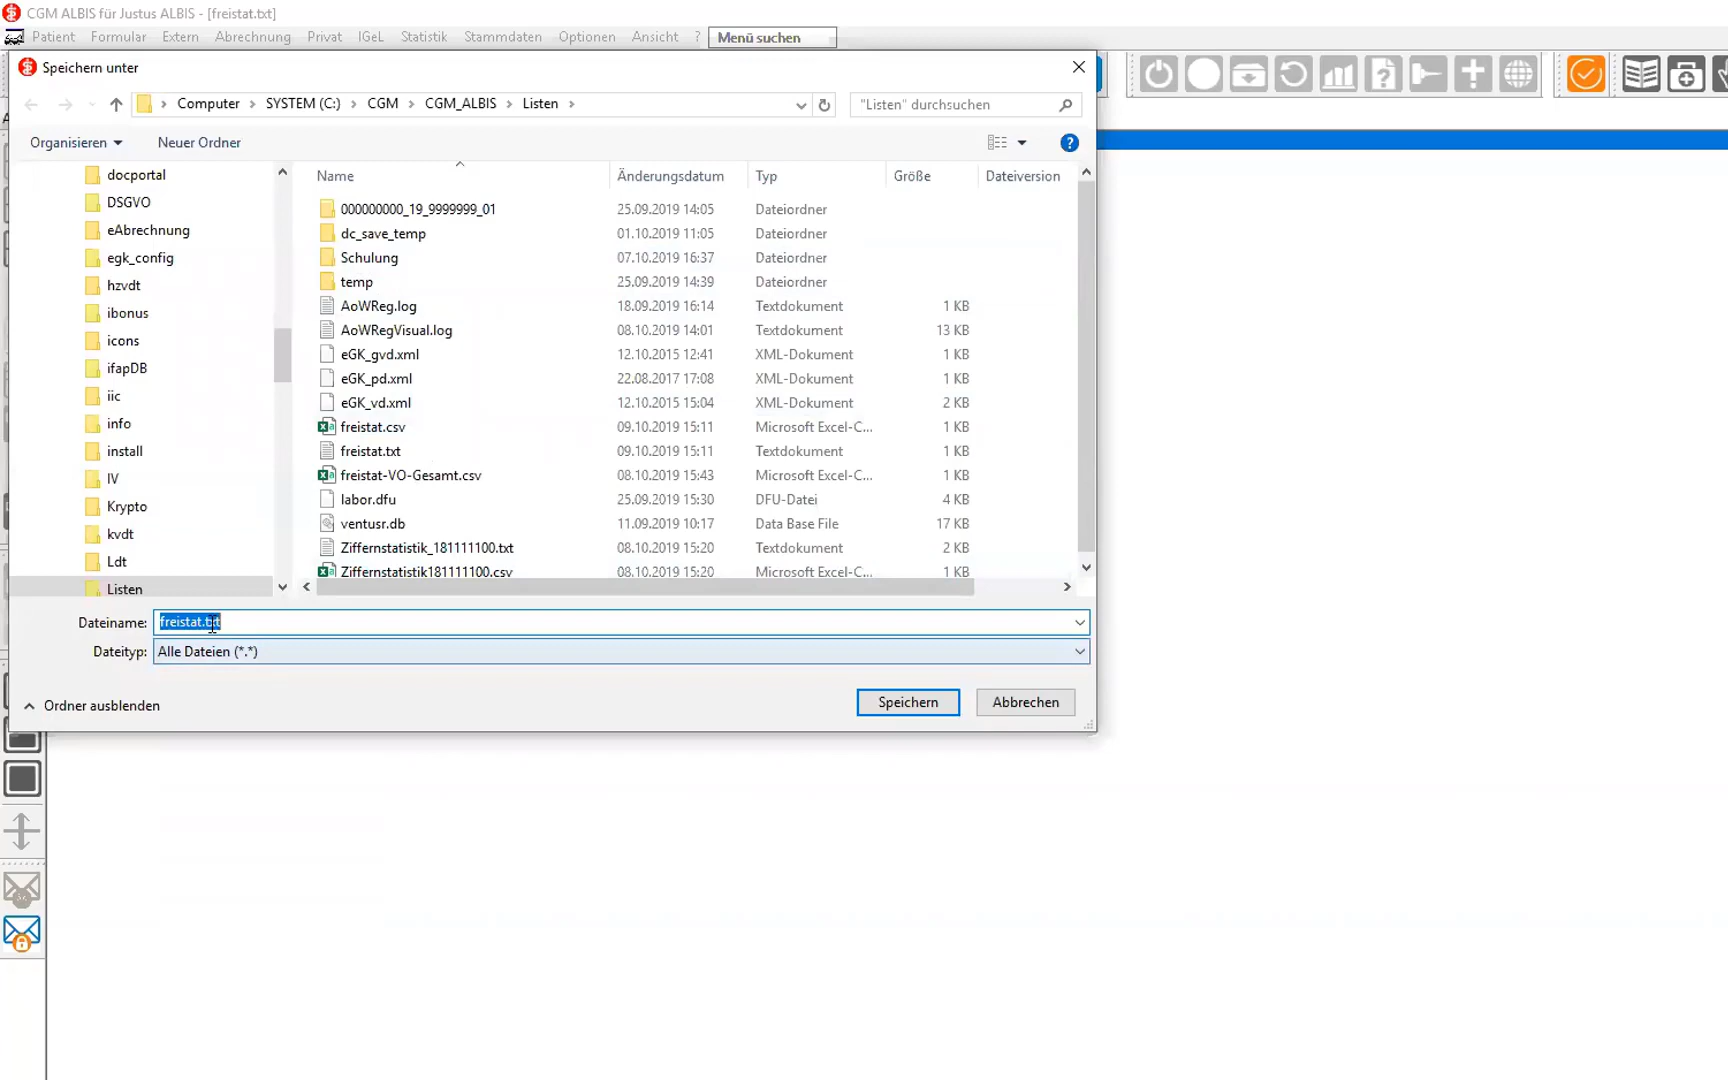 CGM ALBIS für Justus ALBIS - [freistat.txt]
Patient Formular Extern Abrechnung Privat IGeL Statistik Stammdaten Optionen Ansicht ? Menü suchen
Speichern unter
Computer SYSTEM (C:) CGM CGM_ALBIS Listen "Listen" durchsuchen
Organisieren Neuer Ordner
Name Änderungsdatum Typ Größe Dateiversion
docportal
DSGVO
eAbrechnung
egk_config
hzvdt
ibonus
icons
ifapDB
iic
info
install
IV
Krypto
kvdt
Ldt
Listen
000000000_19_9999999_01 25.09.2019 14:05 Dateiordner
dc_save_temp 01.10.2019 11:05 Dateiordner
Schulung 07.10.2019 16:37 Dateiordner
temp 25.09.2019 14:39 Dateiordner
AoWReg.log 18.09.2019 16:14 Textdokument 1 KB
AoWRegVisual.log 08.10.2019 14:01 Textdokument 13 KB
eGK_gvd.xml 12.10.2015 12:41 XML-Dokument 1 KB
eGK_pd.xml 22.08.2017 17:08 XML-Dokument 1 KB
eGK_vd.xml 12.10.2015 15:04 XML-Dokument 2 KB
freistat.csv 09.10.2019 15:11 Microsoft Excel-C... 1 KB
freistat.txt 09.10.2019 15:11 Textdokument 1 KB
freistat-VO-Gesamt.csv 08.10.2019 15:43 Microsoft Excel-C... 1 KB
labor.dfu 25.09.2019 15:30 DFU-Datei 4 KB
ventusr.db 11.09.2019 10:17 Data Base File 17 KB
Ziffernstatistik_181111100.txt 08.10.2019 15:20 Textdokument 2 KB
Ziffernstatistik181111100.csv 08.10.2019 15:20 Microsoft Excel-C... 1 KB
Dateiname: freistat.txt
Dateityp: Alle Dateien (*.*)
Ordner ausblenden Speichern Abbrechen